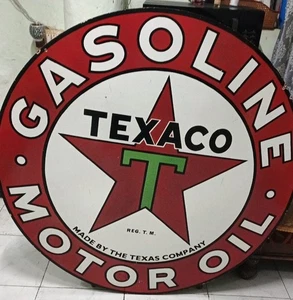 GASOLINE
TEXACO
T
REG. T. M.
MADE BY THE TEXAS COMPANY
· MOTOR OIL ·